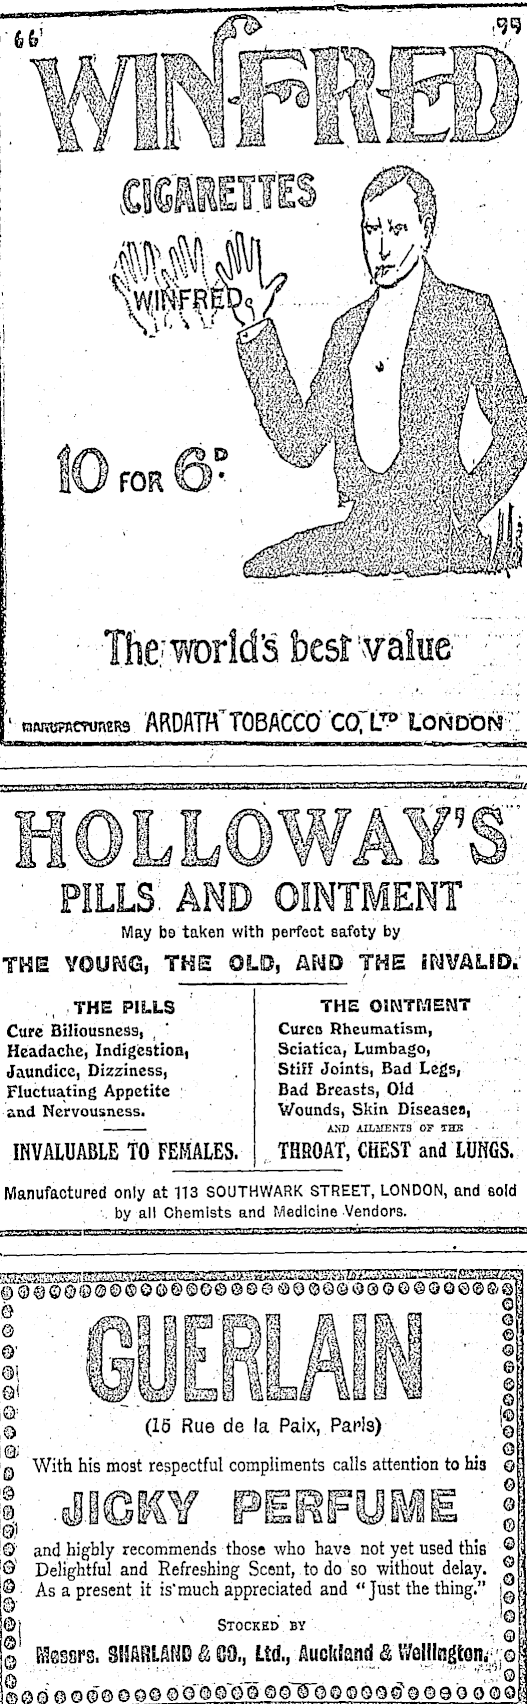 "WINFRED"
CIGARETTES
WINFRED
10 FOR 6D.
The world's best value
MANUFACTURERS ARDATH TOBACCO CO, LTD LONDON
HOLLOWAY'S
PILLS AND OINTMENT
May be taken with perfect safety by
THE YOUNG, THE OLD, AND THE INVALID.
THE PILLS
Cure Biliousness,
Headache, Indigestion,
Jaundice, Dizziness,
Fluctuating Appetite
and Nervousness.
INVALUABLE TO FEMALES.
THE OINTMENT
Cures Rheumatism,
Sciatica, Lumbago,
Stiff Joints, Bad Legs,
Bad Breasts, Old
Wounds, Skin Diseases,
AND AILMENTS OF THE
THROAT, CHEST and LUNGS.
Manufactured only at 113 SOUTHWARK STREET, LONDON, and sold
by all Chemists and Medicine Vendors.
GUERLAIN
(15 Rue de la Paix, Paris)
With his most respectful compliments calls attention to his
JICKY PERFUME
and highly recommends those who have not yet used this
Delightful and Refreshing Scent, to do so without delay.
As a present it is much appreciated and "Just the thing."
STOCKED BY
Messrs. SHARLAND & CO., Ltd., Auckland & Wellington.